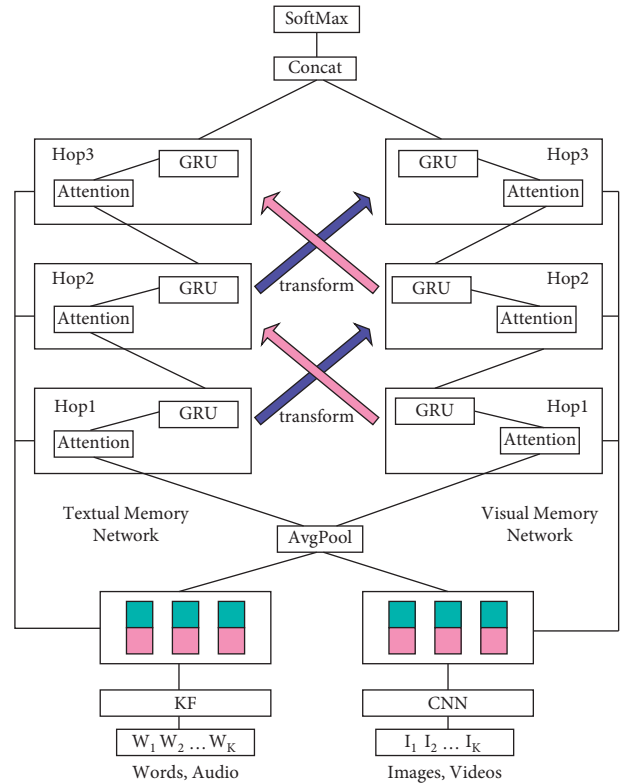 SoftMax
Concat
Hop3
GRU
Attention
GRU
Hop3
Attention
Hop2
GRU
Attention
transform
GRU
Hop2
Attention
Hop1
GRU
Attention
transform
GRU
Hop1
Attention
Textual Memory
Network
Visual Memory
Network
AvgPool
KF
CNN
W₁ W₂ … W_K
I₁ I₂ … I_K
Words, Audio
Images, Videos